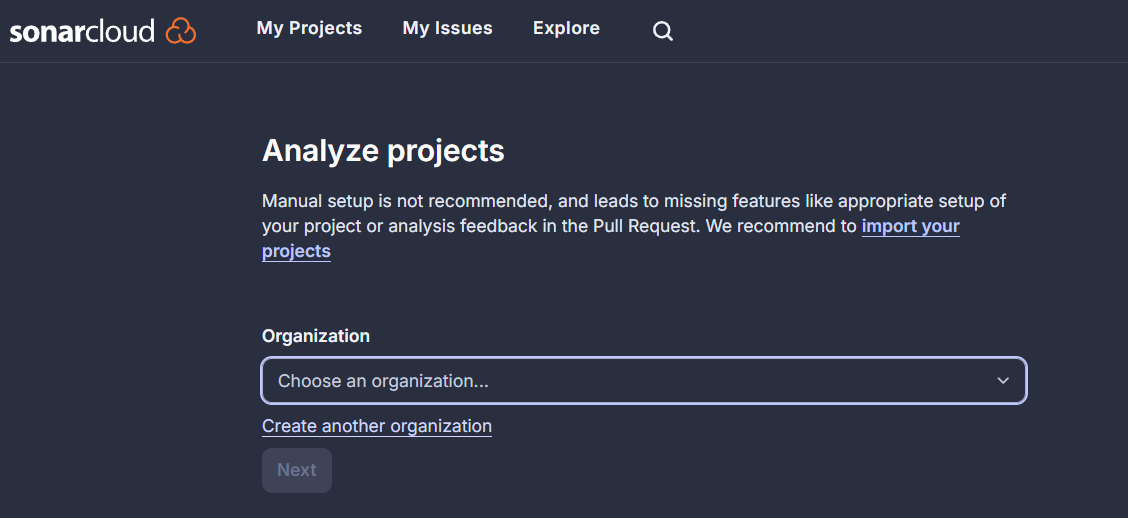 sonarcloud
My Projects My Issues Explore
Analyze projects
Manual setup is not recommended, and leads to missing features like appropriate setup of
your project or analysis feedback in the Pull Request. We recommend to import your
projects
Organization
Choose an organization...
Create another organization
Next